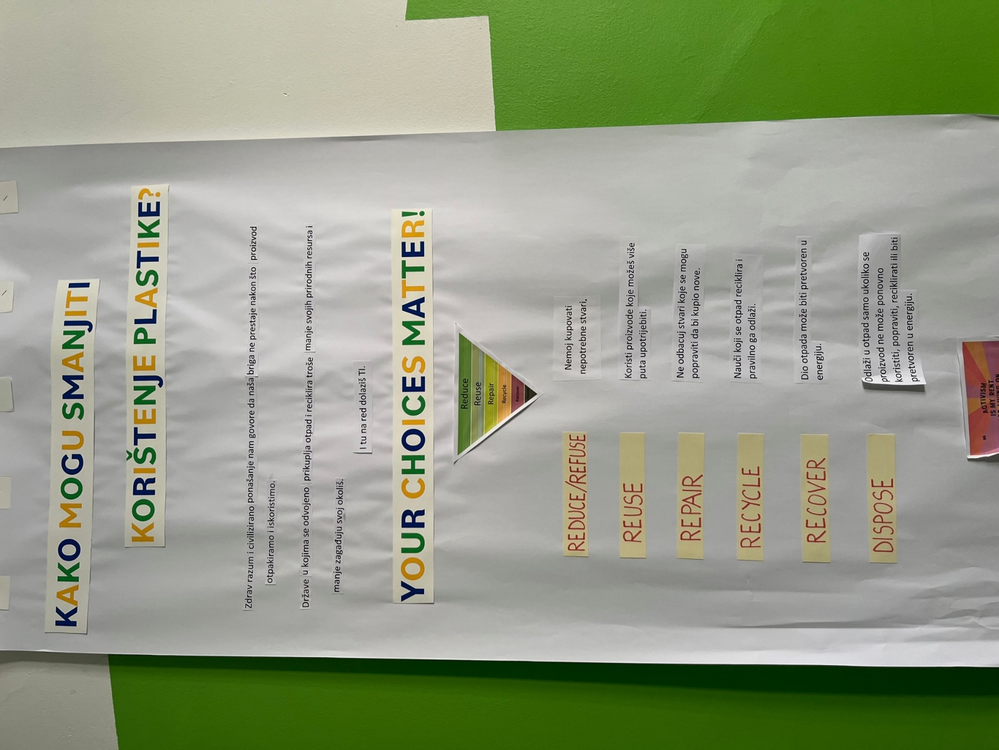 KAKO MOGU SMANJITI
KORIŠTENJE PLASTIKE?
Zdrav razum i civilizirano ponašanje nam govore da naša briga ne prestaje nakon što proizvod
otpakiramo i iskoristimo.
Države u kojima se odvojeno prikuplja otpad i reciklira troše manje svojih prirodnih resursa i
manje zagađuju svoj okoliš.
I tu na red dolaziš TI.
YOUR CHOICES MATTER!
Reduce
Reuse
Repair
Recycle
Recover
REDUCE/REFUSE
Nemoj kupovati
nepotrebne stvari.
REUSE
Koristi proizvode koje možeš više
puta upotrijebiti.
REPAIR
Ne odbacuj stvari koje se mogu
popraviti da bi kupio nove.
RECYCLE
Nauči koji se otpad reciklira i
pravilno ga odlaži.
RECOVER
Dio otpada može biti pretvoren u
energiju.
DISPOSE
Odlaži u otpad samo ukoliko se
proizvod ne može ponovno
koristiti, popraviti, reciklirati ili biti
pretvoren u energiju.
“ ACTIVISM
IS MY RENT